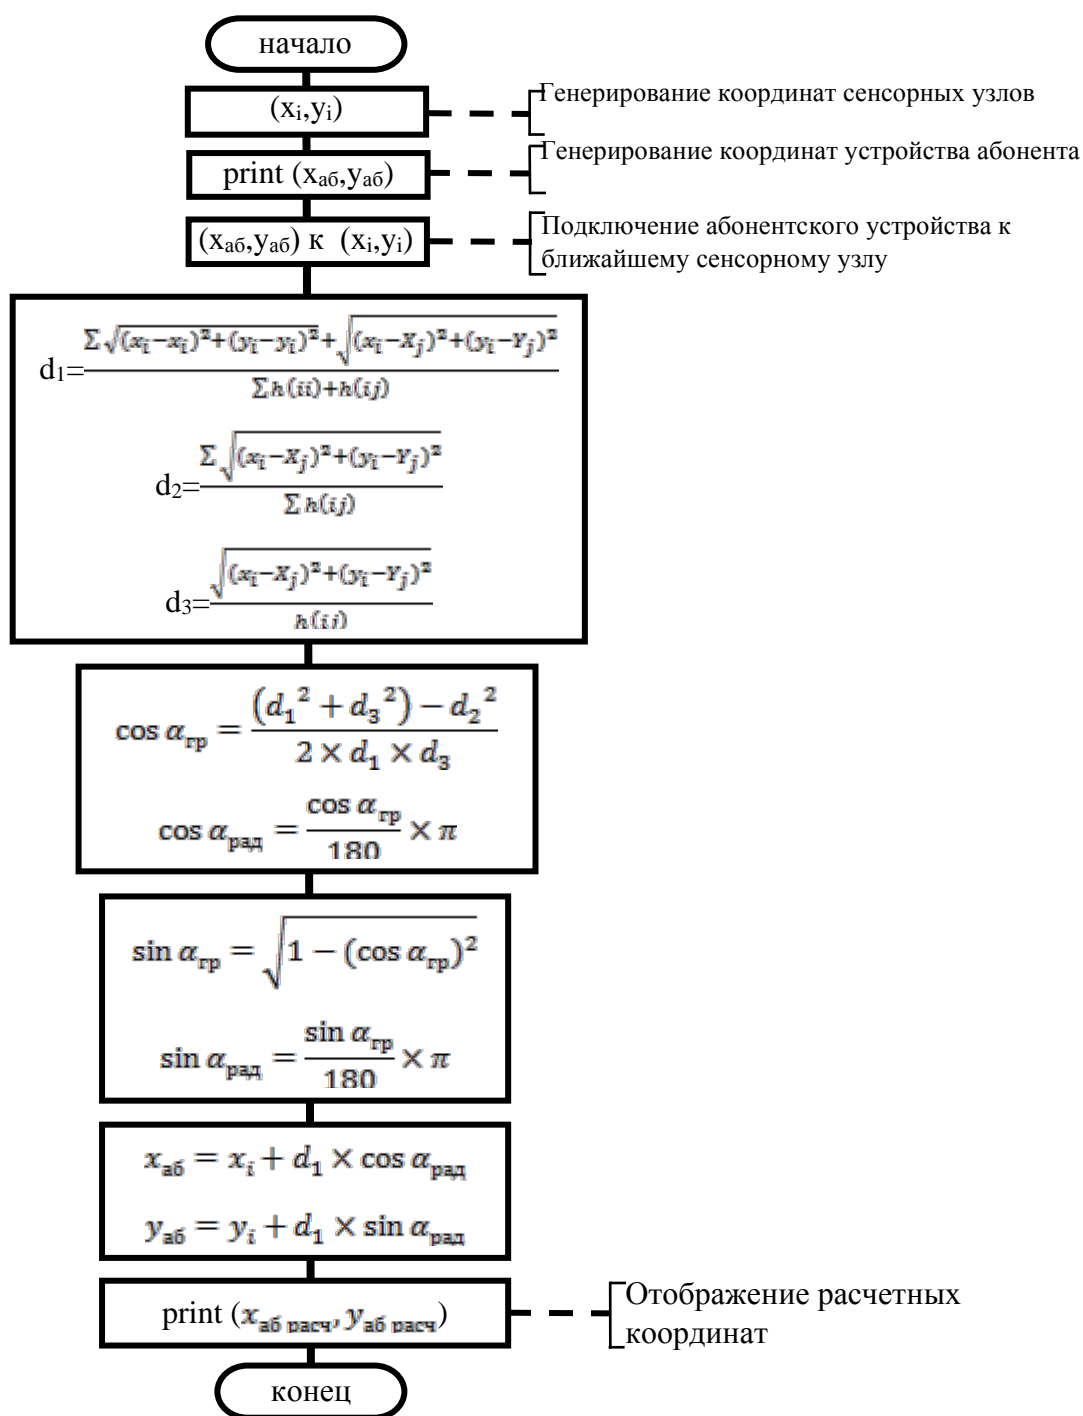 начало
(xᵢ,yᵢ)
Генерирование координат сенсорных узлов
print (xаб,yаб)
Генерирование координат устройства абонента
(xаб,yаб) к (xᵢ,yᵢ)
Подключение абонентского устройства к
ближайшему сенсорному узлу
d₁=(∑√((xᵢ−xᵢ)²+(yᵢ−yᵢ)²)+√((xᵢ−Xⱼ)²+(yᵢ−Yⱼ)²))/(∑h(ii)+h(ij))
d₂=(∑√((xᵢ−Xⱼ)²+(yᵢ−Yⱼ)²))/(∑h(ij))
d₃=√((xᵢ−Xⱼ)²+(yᵢ−Yⱼ)²)/h(ij)
cos αгр = ((d₁² + d₃²) − d₂²)/(2 × d₁ × d₃)
cos αрад = (cos αгр)/180 × π
sin αгр = √(1 − (cos αгр)²)
sin αрад = (sin αгр)/180 × π
xаб = xᵢ + d₁ × cos αрад
yаб = yᵢ + d₁ × sin αрад
print (xаб расч, yаб расч)
Отображение расчетных
координат
конец